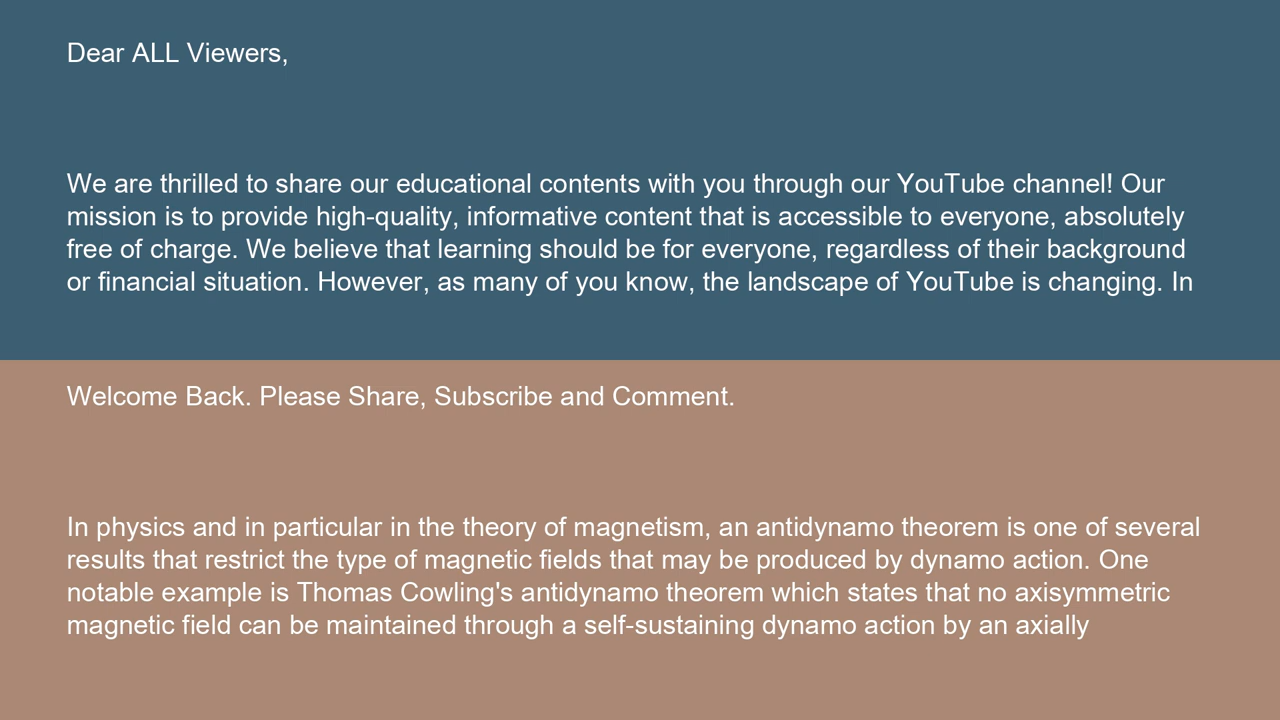 Dear ALL Viewers,
We are thrilled to share our educational contents with you through our YouTube channel! Our
mission is to provide high-quality, informative content that is accessible to everyone, absolutely
free of charge. We believe that learning should be for everyone, regardless of their background
or financial situation. However, as many of you know, the landscape of YouTube is changing. In
Welcome Back. Please Share, Subscribe and Comment.
In physics and in particular in the theory of magnetism, an antidynamo theorem is one of several
results that restrict the type of magnetic fields that may be produced by dynamo action. One
notable example is Thomas Cowling's antidynamo theorem which states that no axisymmetric
magnetic field can be maintained through a self-sustaining dynamo action by an axially